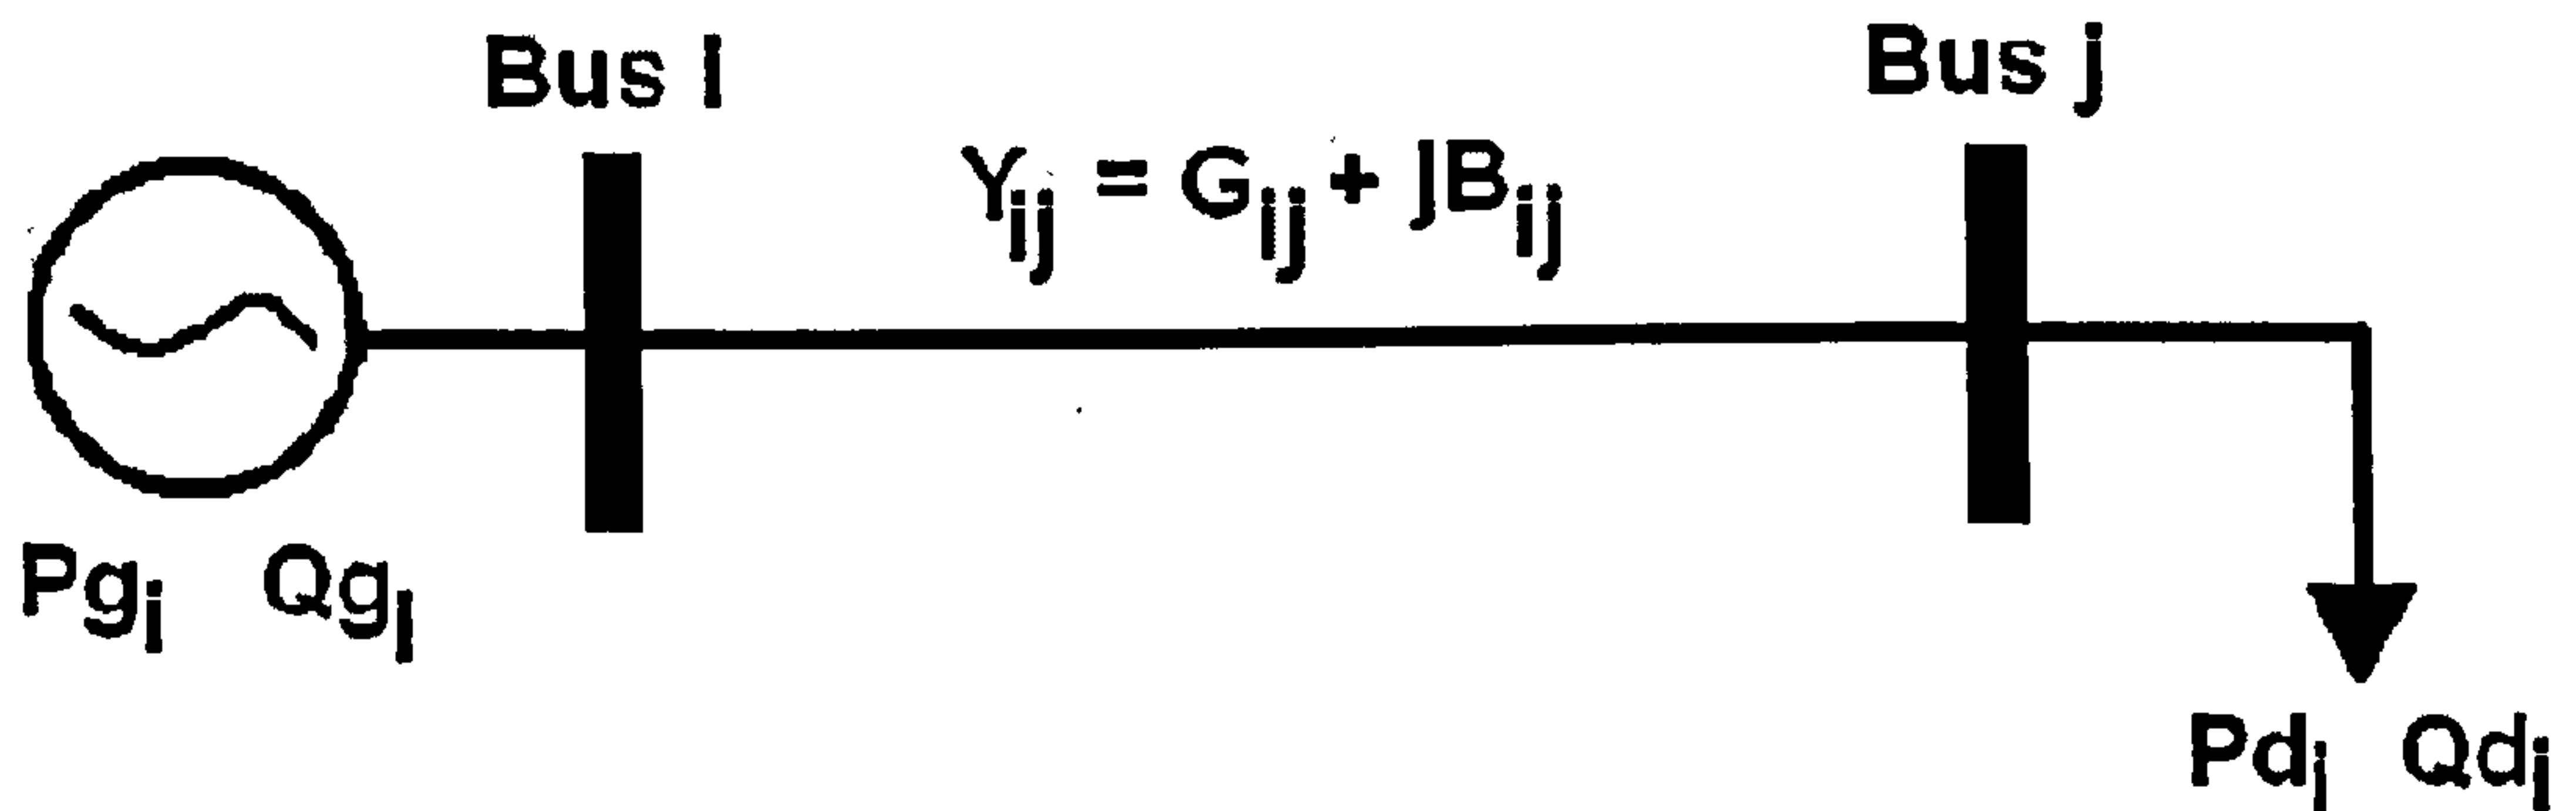 Bus i
Bus j
Yij = Gij + jBij
Pgi Qgi
Pdj Qdj